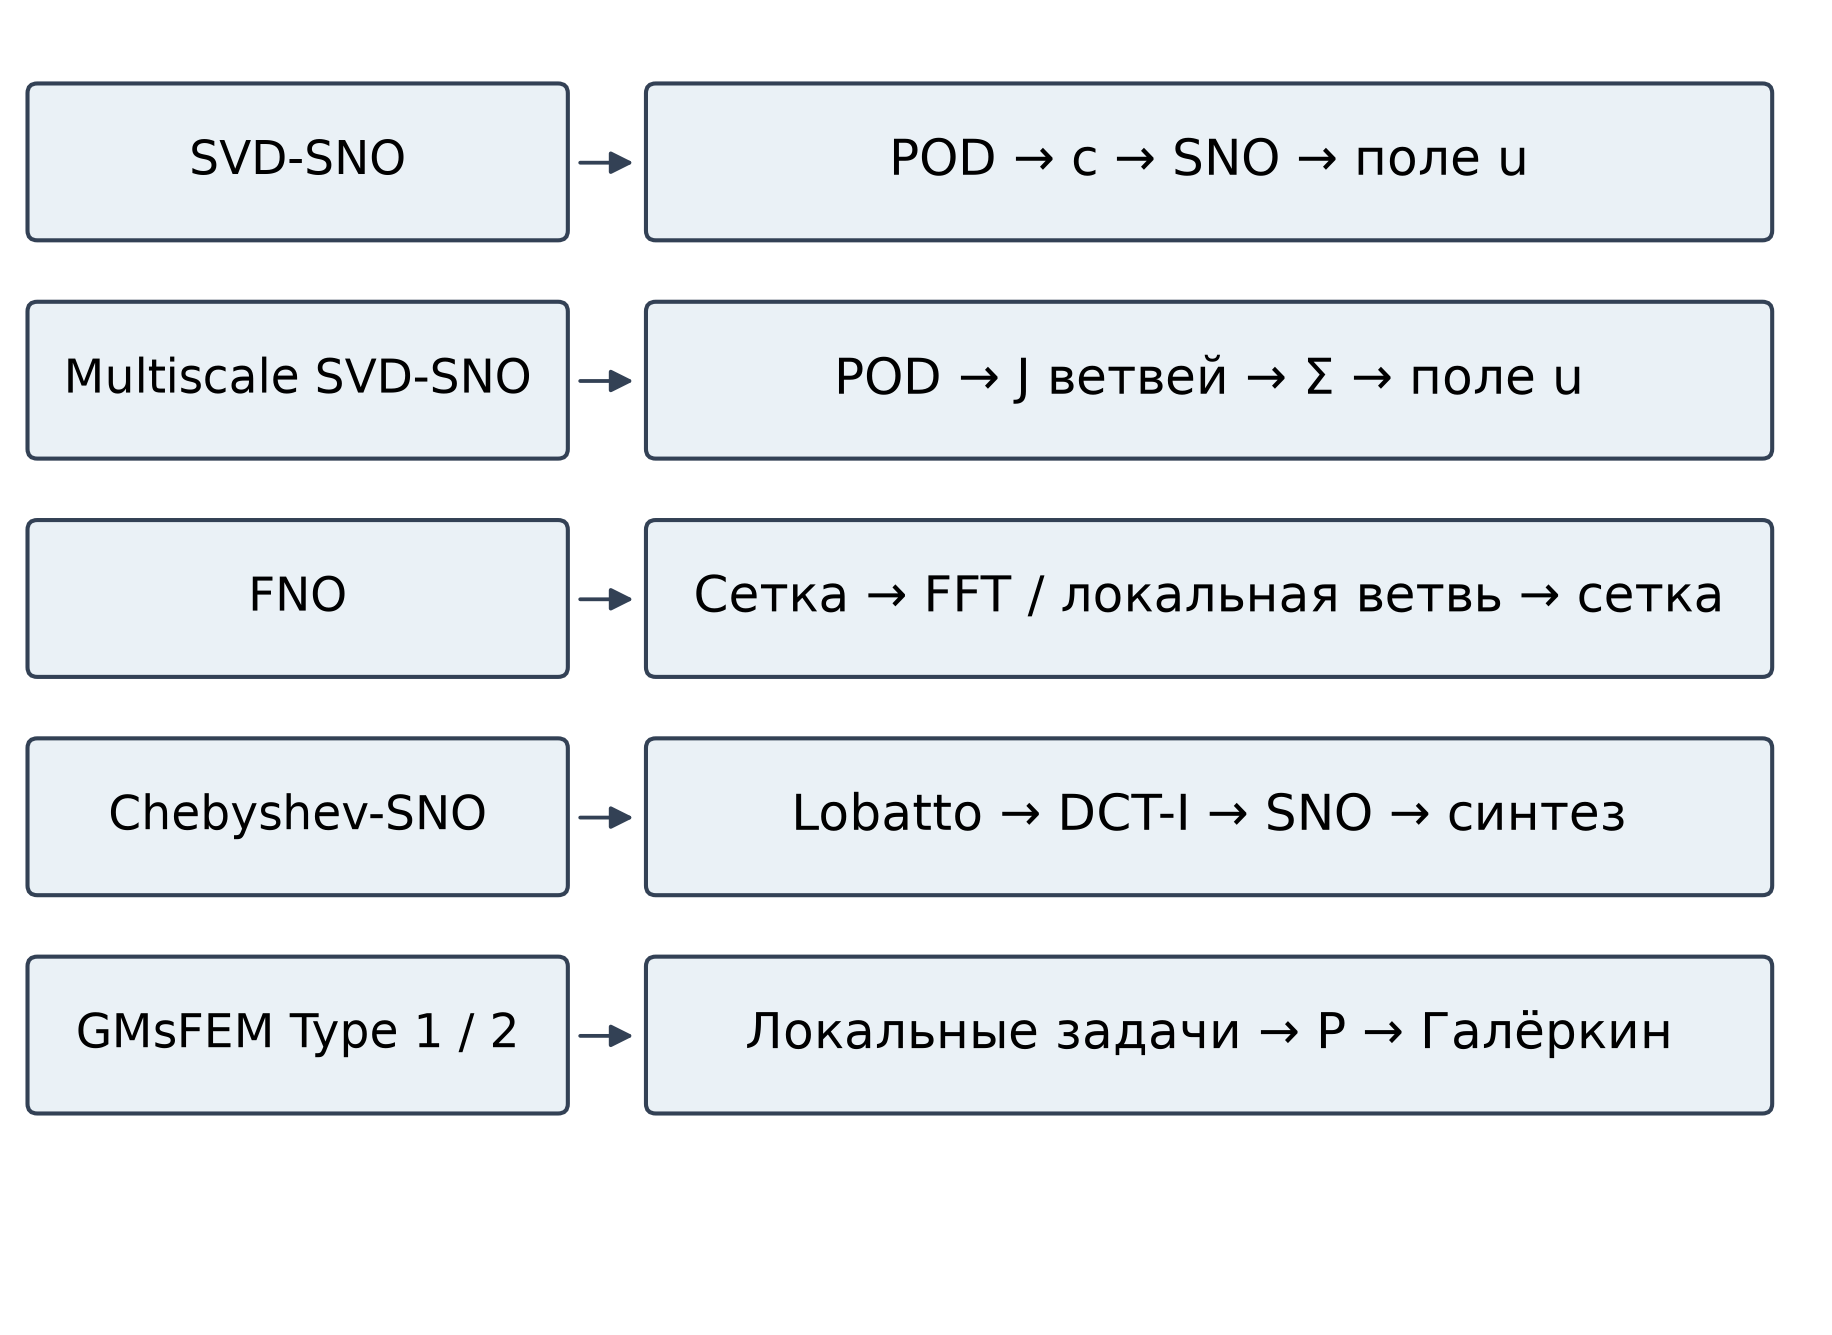 SVD-SNO
POD → c → SNO → поле u
Multiscale SVD-SNO
POD → J ветвей → Σ → поле u
FNO
Сетка → FFT / локальная ветвь → сетка
Chebyshev-SNO
Lobatto → DCT-I → SNO → синтез
GMsFEM Type 1 / 2
Локальные задачи → P → Галёркин